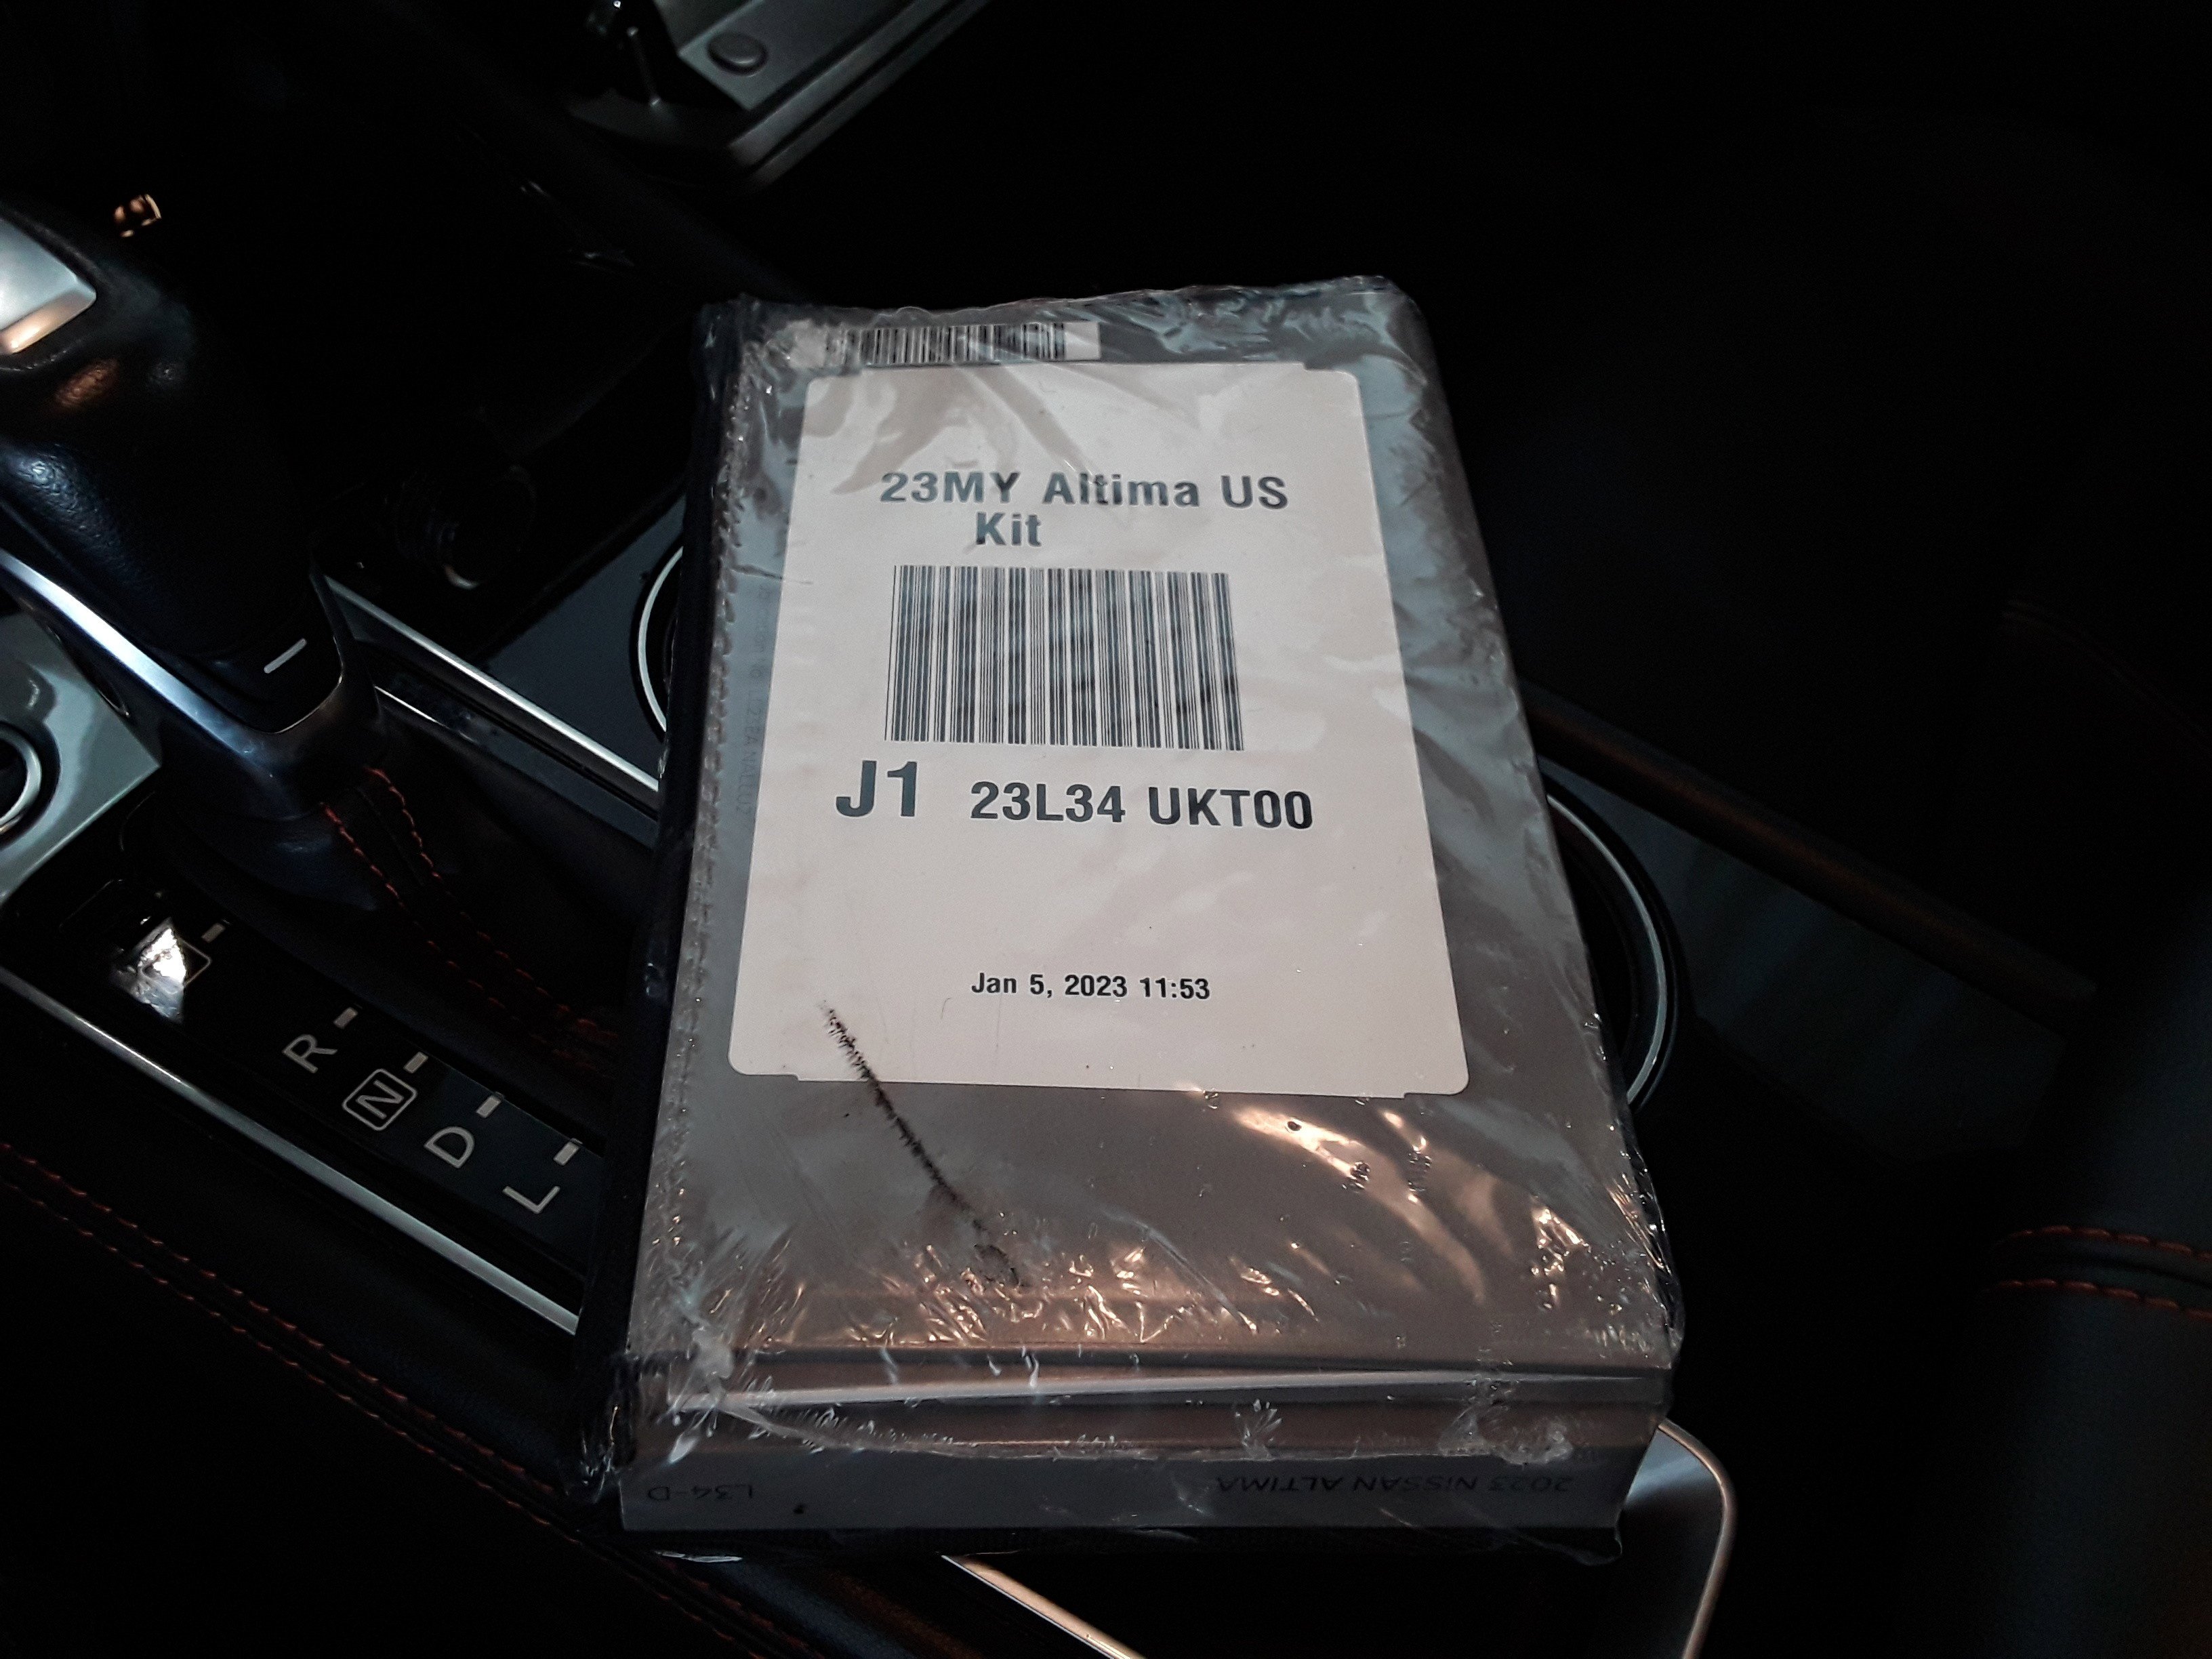 23MY Altima US
Kit
J1 23L34 UKT00
Jan 5, 2023 11:53
R
N
D
L
2023 NISSAN ALTIMA
L34-D